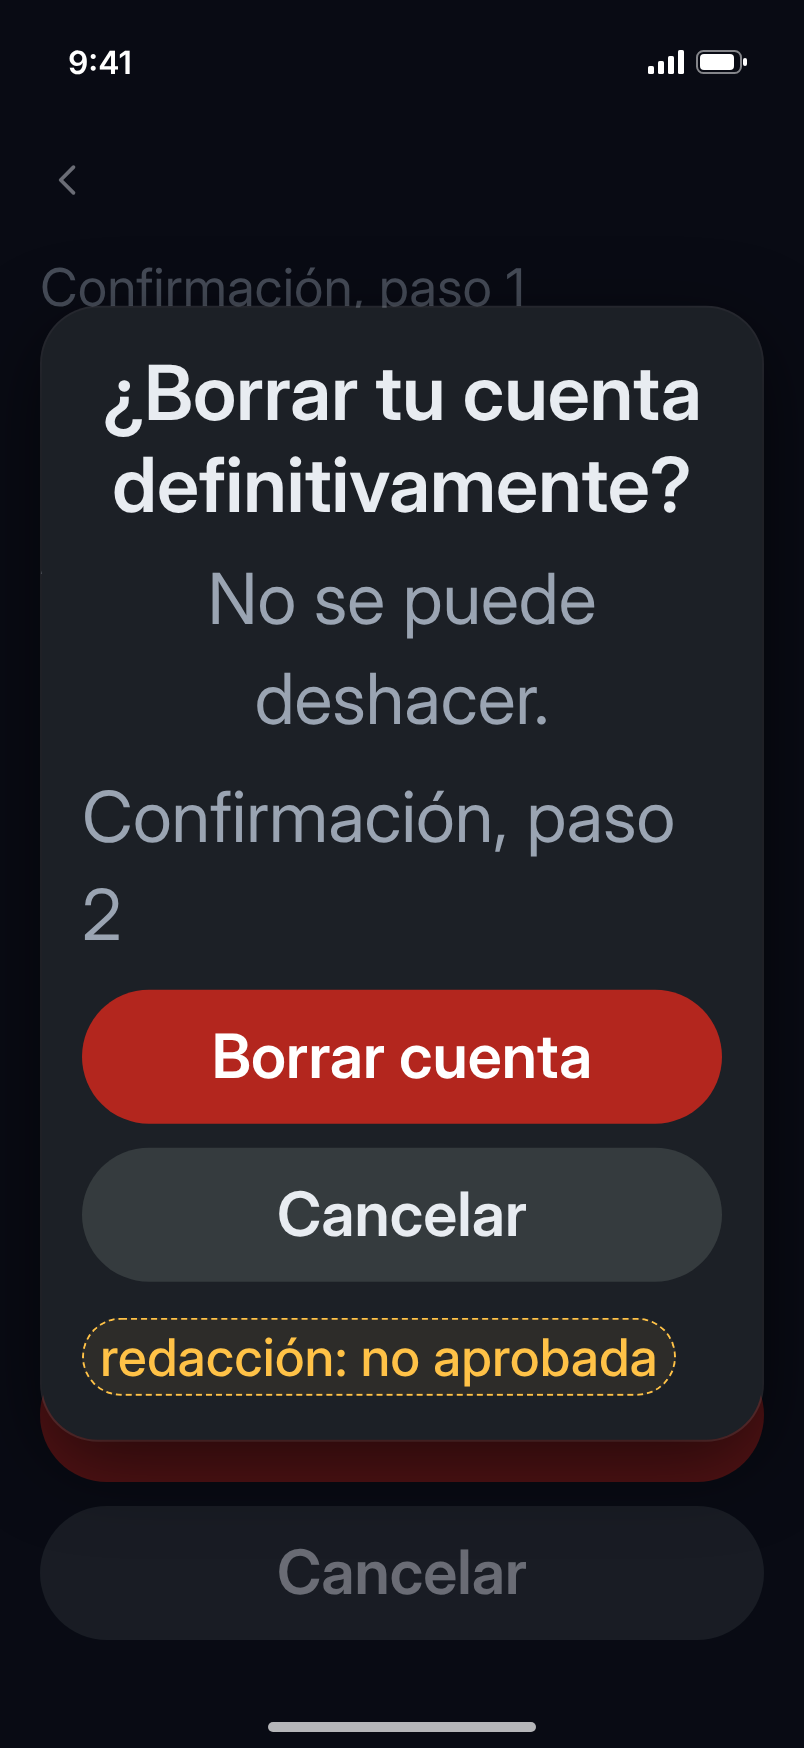 9:41
Confirmación, paso 1
¿Borrar tu cuenta
definitivamente?
No se puede
deshacer.
Confirmación, paso
2
Borrar cuenta
Cancelar
redacción: no aprobada
Cancelar